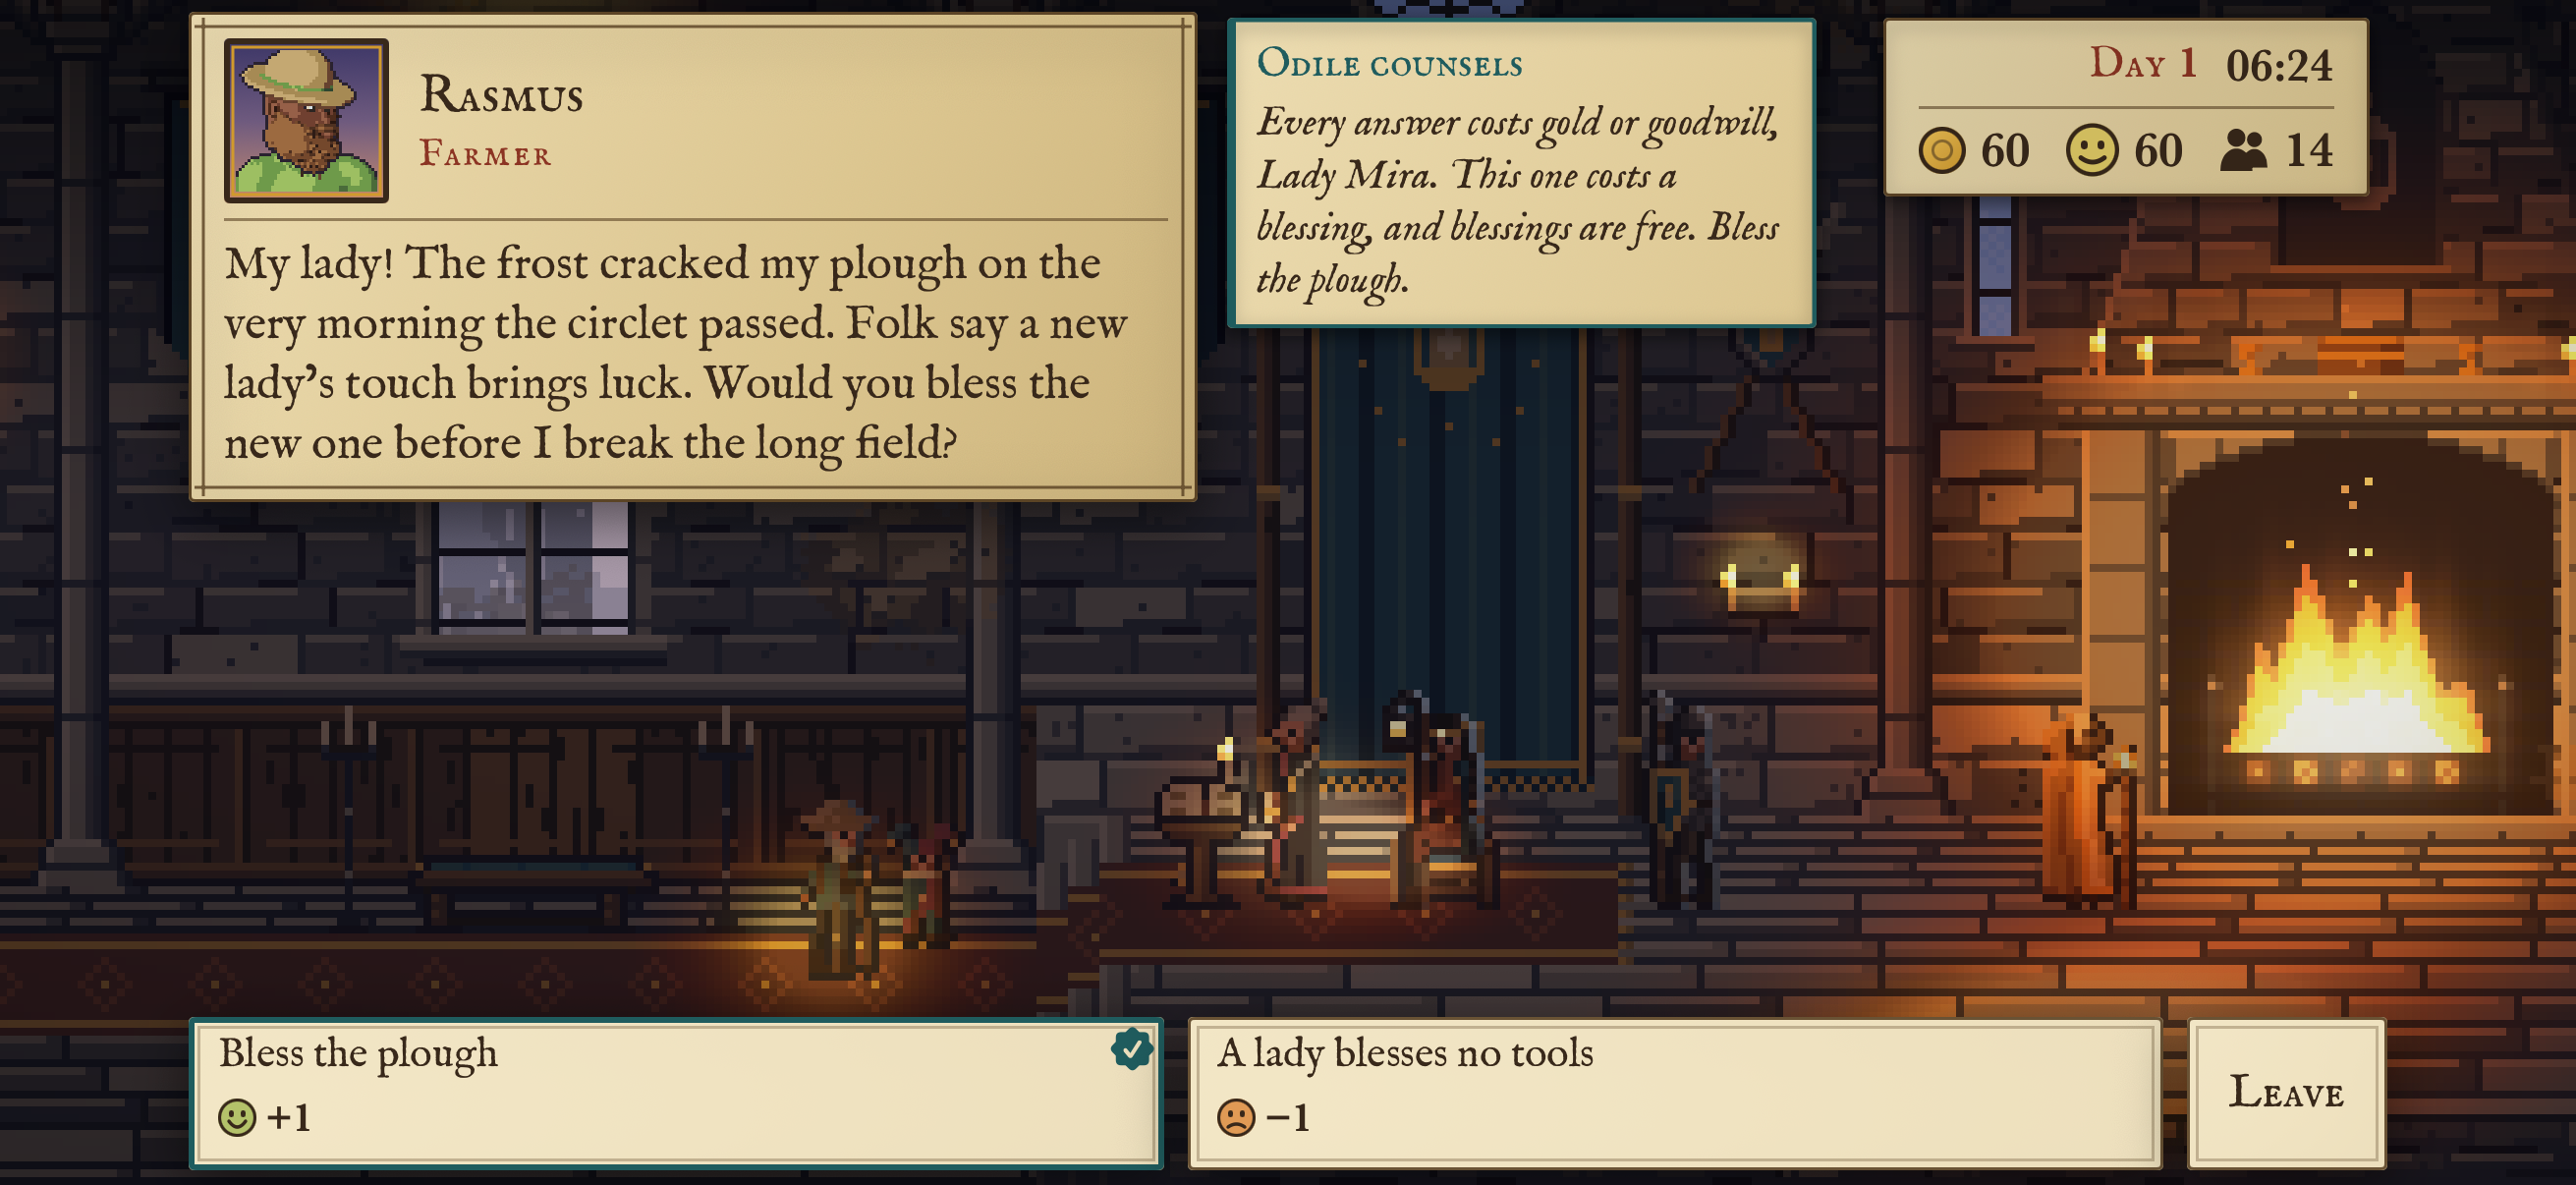 Rasmus
Farmer
My lady! The frost cracked my plough on the
very morning the circlet passed. Folk say a new
lady’s touch brings luck. Would you bless the
new one before I break the long field?
Odile counsels
Every answer costs gold or goodwill,
Lady Mira. This one costs a
blessing, and blessings are free. Bless
the plough.
Day 1 06:24
60 60 14
Bless the plough
+1
A lady blesses no tools
−1
Leave